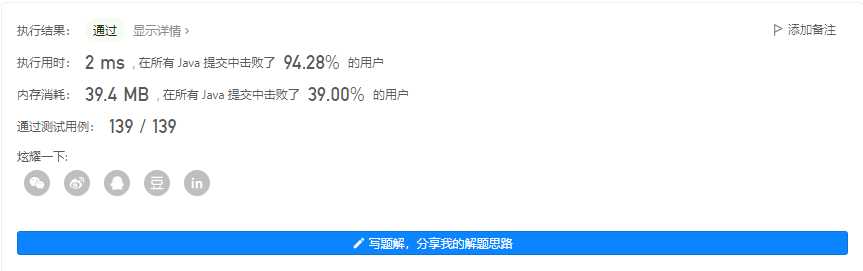 执行结果： 通过 显示详情 › 添加备注
执行用时： 2 ms , 在所有 Java 提交中击败了 94.28% 的用户
内存消耗： 39.4 MB , 在所有 Java 提交中击败了 39.00% 的用户
通过测试用例： 139 / 139
炫耀一下:
豆 in
写题解，分享我的解题思路